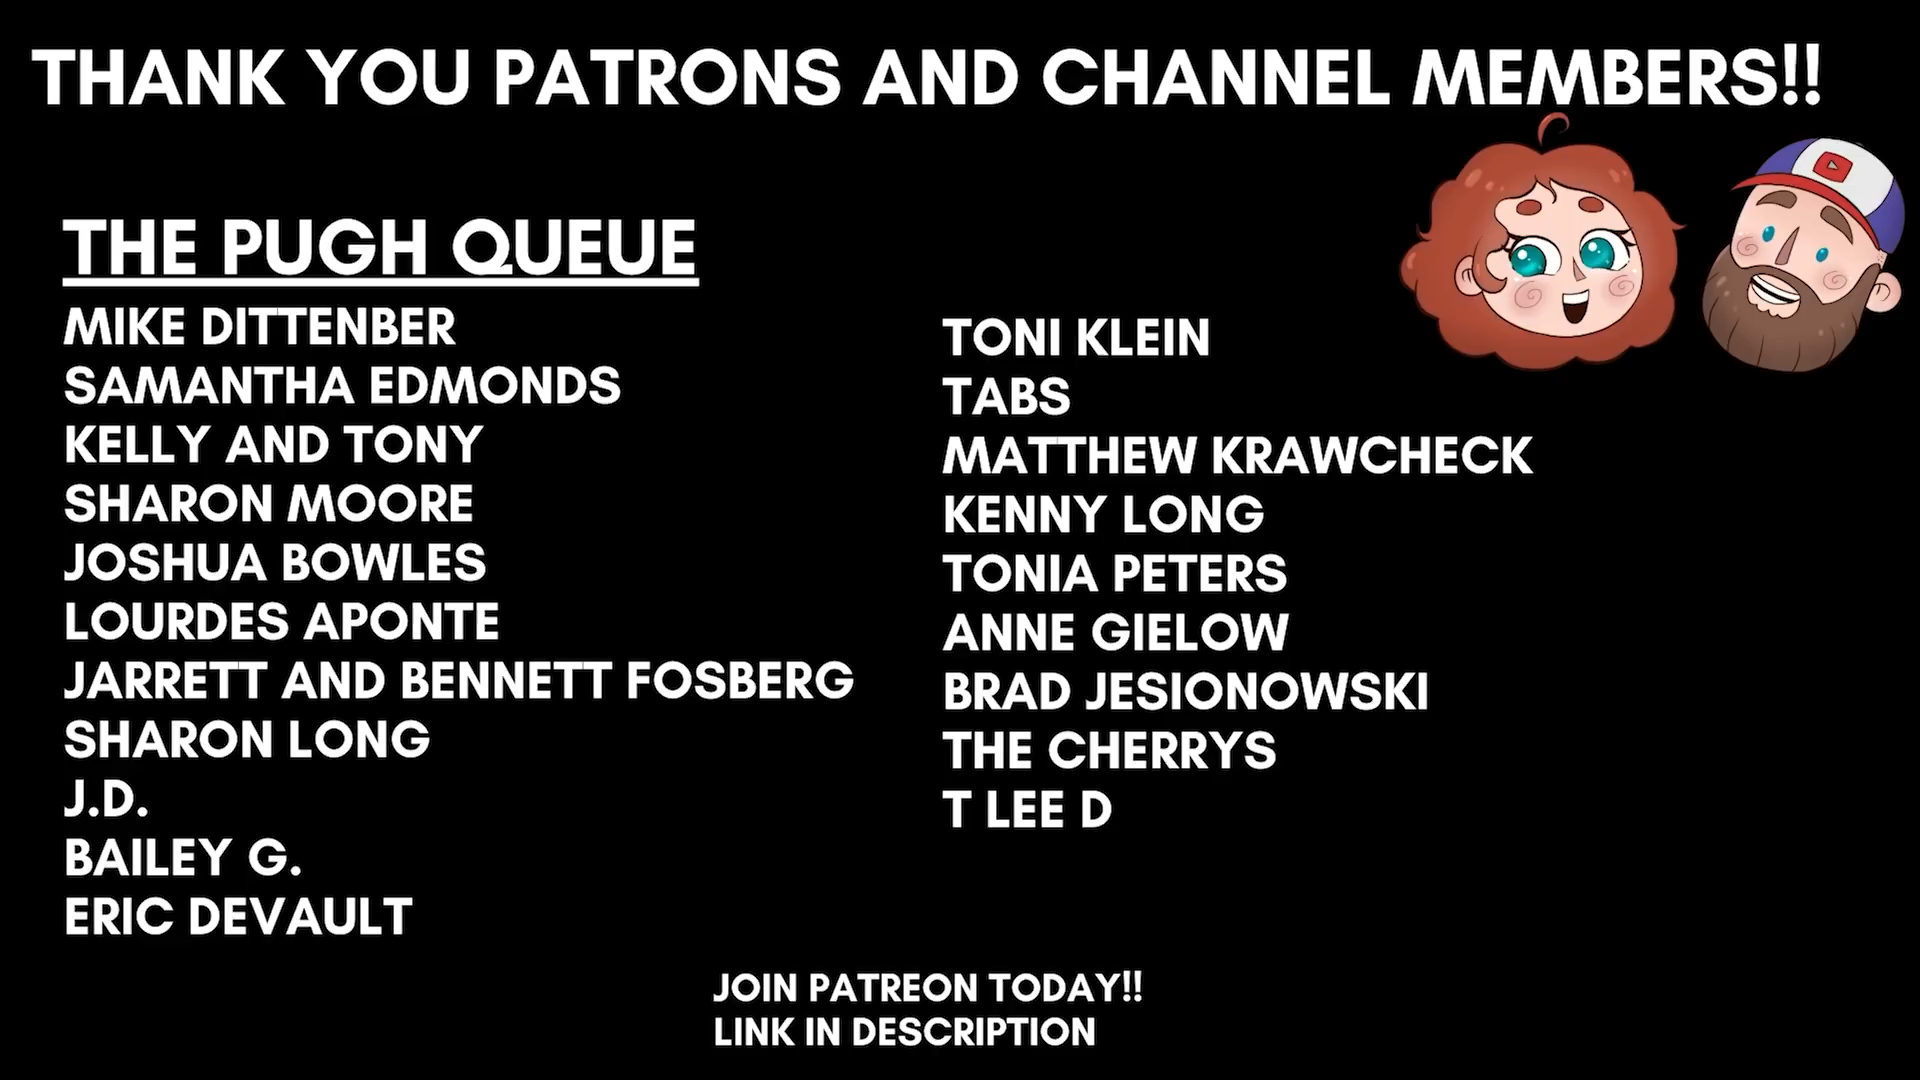 THANK YOU PATRONS AND CHANNEL MEMBERS!!
THE PUGH QUEUE
MIKE DITTENBER
SAMANTHA EDMONDS
KELLY AND TONY
SHARON MOORE
JOSHUA BOWLES
LOURDES APONTE
JARRETT AND BENNETT FOSBERG
SHARON LONG
J.D.
BAILEY G.
ERIC DEVAULT
TONI KLEIN
TABS
MATTHEW KRAWCHECK
KENNY LONG
TONIA PETERS
ANNE GIELOW
BRAD JESIONOWSKI
THE CHERRYS
T LEE D
JOIN PATREON TODAY!!
LINK IN DESCRIPTION